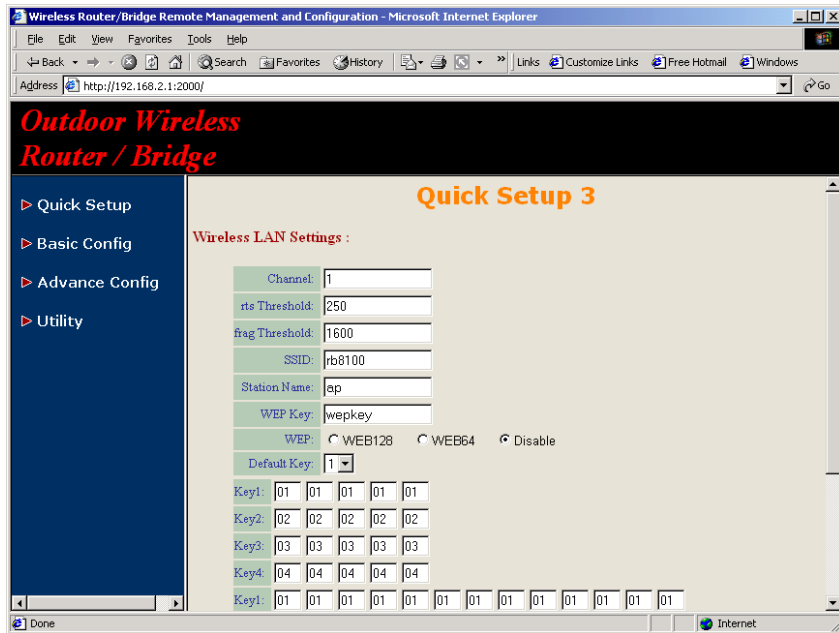 Wireless Router/Bridge Remote Management and Configuration - Microsoft Internet Explorer
File Edit View Favorites Tools Help
Back Search Favorites History » Links Customize Links Free Hotmail Windows
Address http://192.168.2.1:2000/ Go
Outdoor Wireless
Router / Bridge
Quick Setup
Basic Config
Advance Config
Utility
Quick Setup 3
Wireless LAN Settings :
Channel: 1
rts Threshold: 250
frag Threshold: 1600
SSID: rb8100
Station Name: ap
WEP Key: wepkey
WEP: WEB128 WEB64 Disable
Default Key: 1
Key1: 01 01 01 01 01
Key2: 02 02 02 02 02
Key3: 03 03 03 03 03
Key4: 04 04 04 04 04
Key1: 01 01 01 01 01 01 01 01 01 01 01 01 01
Done Internet